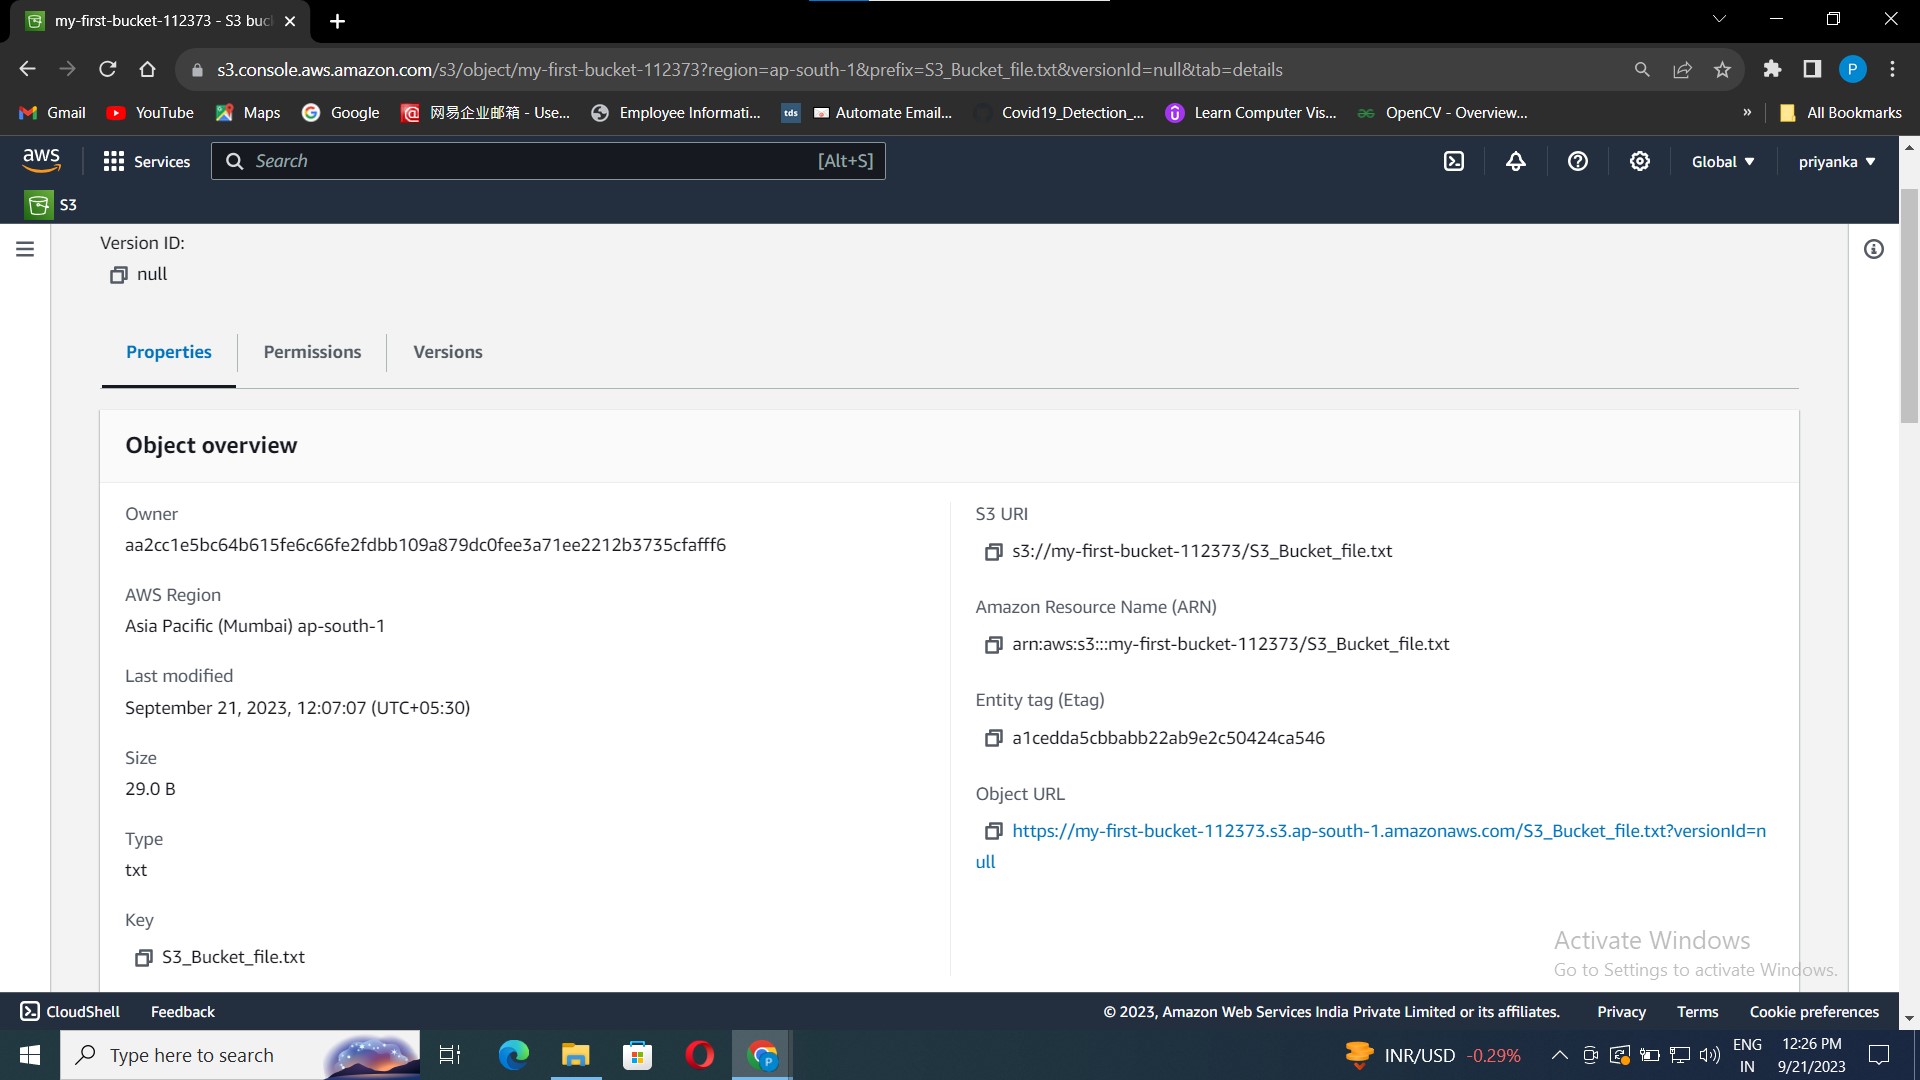 my-first-bucket-112373 - S3 buc
s3.console.aws.amazon.com/s3/object/my-first-bucket-112373?region=ap-south-1&prefix=S3_Bucket_file.txt&versionId=null&tab=details
P
Gmail YouTube Maps Google 网易企业邮箱 - Use... Employee Informati... tds Automate Email... Covid19_Detection_... Learn Computer Vis... OpenCV - Overview... » All Bookmarks
aws Services Search [Alt+S] Global priyanka
S3
Version ID:
null
Properties Permissions Versions
Object overview
Owner
aa2cc1e5bc64b615fe6c66fe2fdbb109a879dc0fee3a71ee2212b3735cfafff6
AWS Region
Asia Pacific (Mumbai) ap-south-1
Last modified
September 21, 2023, 12:07:07 (UTC+05:30)
Size
29.0 B
Type
txt
Key
S3_Bucket_file.txt
S3 URI
s3://my-first-bucket-112373/S3_Bucket_file.txt
Amazon Resource Name (ARN)
arn:aws:s3:::my-first-bucket-112373/S3_Bucket_file.txt
Entity tag (Etag)
a1cedda5cbbabb22ab9e2c50424ca546
Object URL
https://my-first-bucket-112373.s3.ap-south-1.amazonaws.com/S3_Bucket_file.txt?versionId=n
ull
Activate Windows
Go to Settings to activate Windows.
CloudShell Feedback © 2023, Amazon Web Services India Private Limited or its affiliates. Privacy Terms Cookie preferences
Type here to search INR/USD -0.29% ENG 12:26 PM
IN 9/21/2023